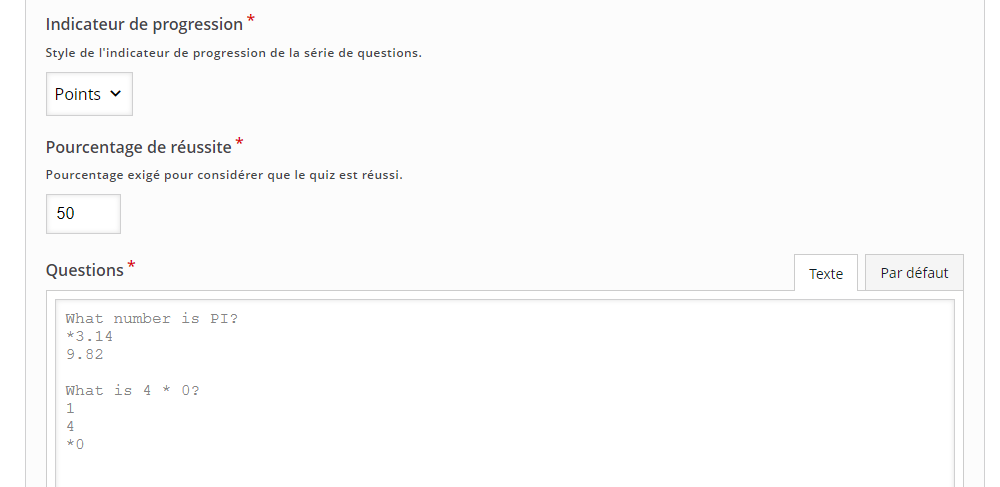 Indicateur de progression *
Style de l'indicateur de progression de la série de questions.
Points
Pourcentage de réussite *
Pourcentage exigé pour considérer que le quiz est réussi.
50
Questions *
Texte
Par défaut
What number is PI?
*3.14
9.82

What is 4 * 0?
1
4
*0